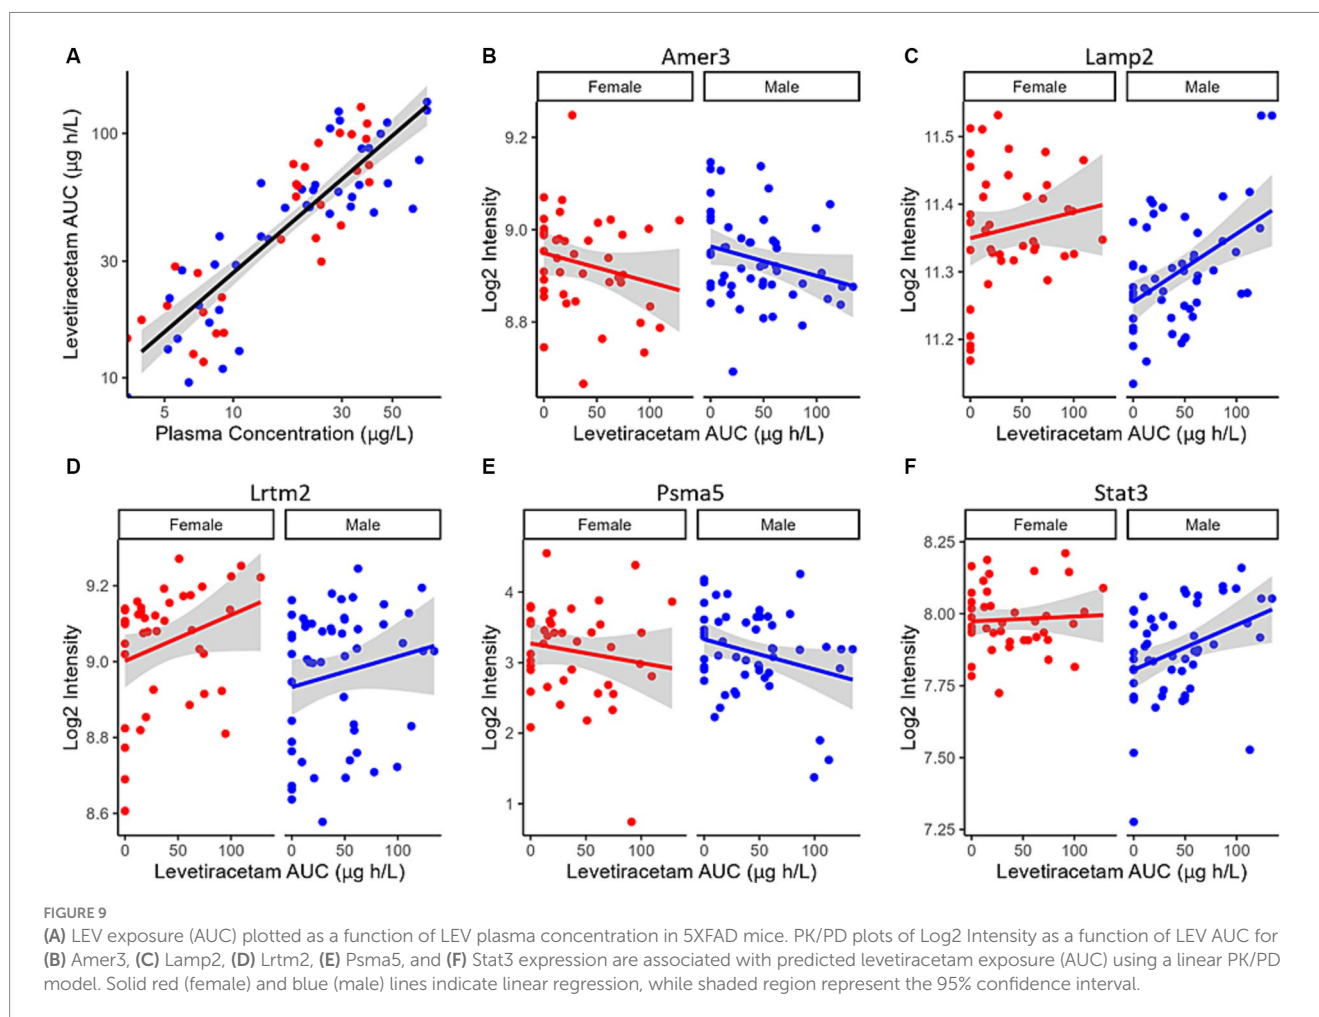 A
Levetiracetam AUC (µg h/L)
100
30
10
5 10 30 50
Plasma Concentration (µg/L)
B
Amer3
Female Male
Log2 Intensity
9.2
9.0
8.8
0 50 100 0 50 100
Levetiracetam AUC (µg h/L)
C
Lamp2
Female Male
Log2 Intensity
11.5
11.4
11.3
11.2
0 50 100 0 50 100
Levetiracetam AUC (µg h/L)
D
Lrtm2
Female Male
Log2 Intensity
9.2
9.0
8.8
8.6
0 50 100 0 50 100
Levetiracetam AUC (µg h/L)
E
Psma5
Female Male
Log2 Intensity
4
3
2
1
0 50 100 0 50 100
Levetiracetam AUC (µg h/L)
F
Stat3
Female Male
Log2 Intensity
8.25
8.00
7.75
7.50
7.25
0 50 100 0 50 100
Levetiracetam AUC (µg h/L)
FIGURE 9
(A) LEV exposure (AUC) plotted as a function of LEV plasma concentration in 5XFAD mice. PK/PD plots of Log2 Intensity as a function of LEV AUC for
(B) Amer3, (C) Lamp2, (D) Lrtm2, (E) Psma5, and (F) Stat3 expression are associated with predicted levetiracetam exposure (AUC) using a linear PK/PD
model. Solid red (female) and blue (male) lines indicate linear regression, while shaded region represent the 95% confidence interval.